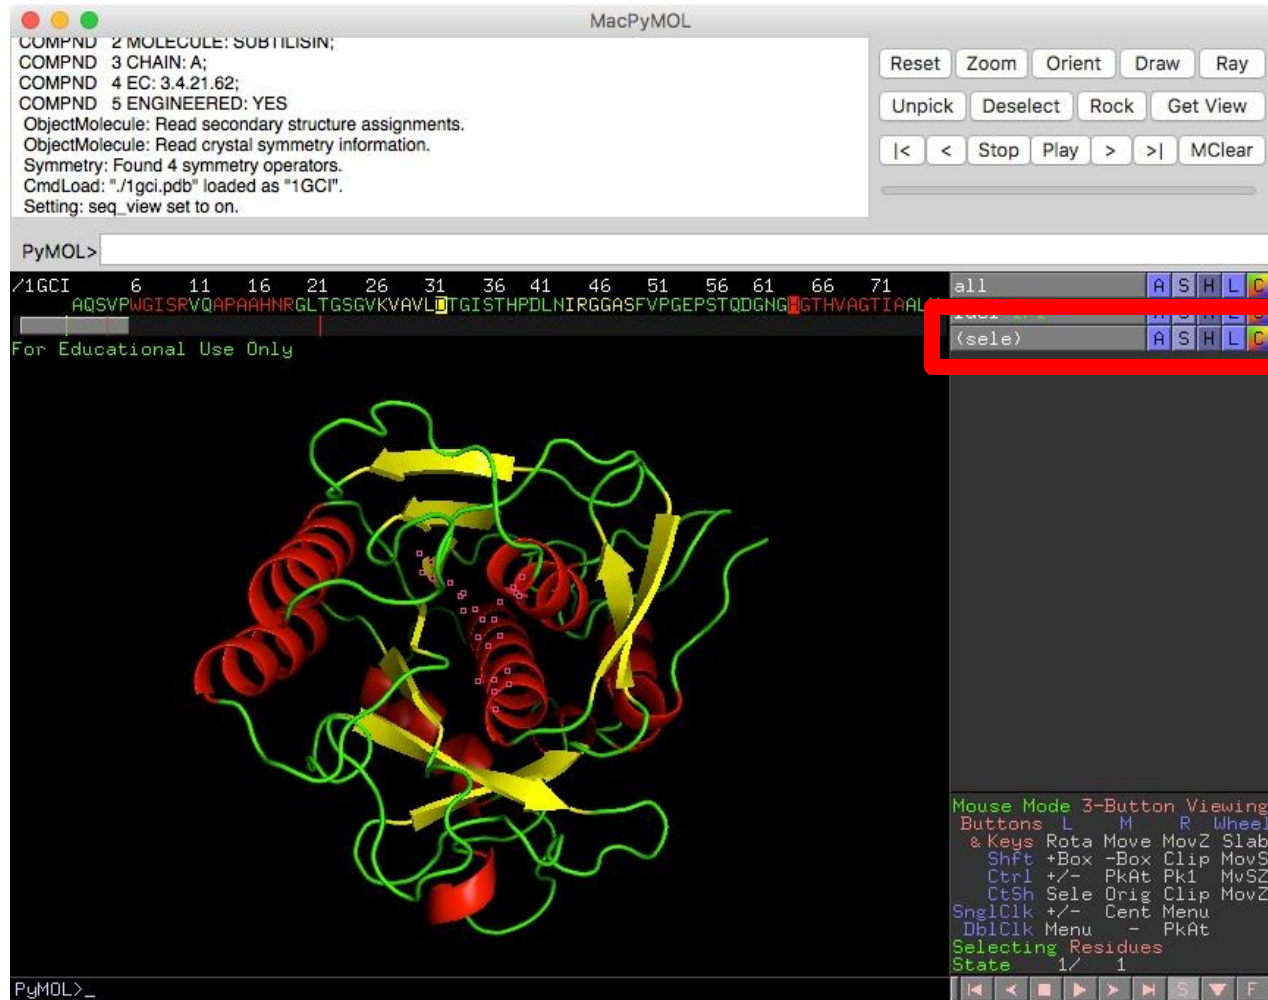 MacPyMOL
COMPND 2 MOLECULE: SUBTILISIN;
COMPND 3 CHAIN: A;
COMPND 4 EC: 3.4.21.62;
COMPND 5 ENGINEERED: YES
ObjectMolecule: Read secondary structure assignments.
ObjectMolecule: Read crystal symmetry information.
Symmetry: Found 4 symmetry operators.
CmdLoad: "./1gci.pdb" loaded as "1GCI".
Setting: seq_view set to on.
Reset Zoom Orient Draw Ray
Unpick Deselect Rock Get View
|< < Stop Play > >| MClear
PyMOL>
/1GCI 6 11 16 21 26 31 36 41 46 51 56 61 66 71
AQSVPWGISRVQAPAAHNRGLTGSGVKVAVLDTGISTHPDLNIRGGASFVPGEPSTQDGNGHGTHVAGTIAAL
For Educational Use Only
all A S H L C
(sele) A S H L C
Mouse Mode 3-Button Viewing
Buttons L M R Wheel
& Keys Rota Move MovZ Slab
Shft +Box -Box Clip MovS
Ctrl +/- PkAt Pk1 MvSZ
CtSh Sele Orig Clip MovZ
SnglClk +/- Cent Menu
DblClk Menu - PkAt
Selecting Residues
State 1/ 1
PyMOL>_
S F